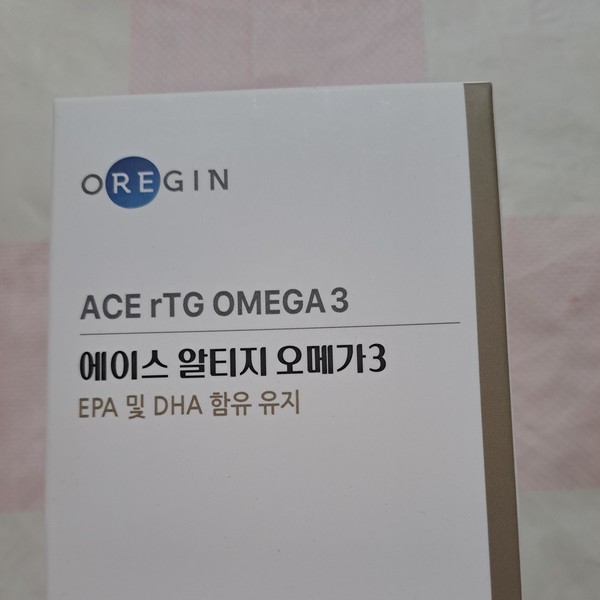 OREGIN
ACE rTG OMEGA 3
에이스 알티지 오메가3
EPA 및 DHA 함유 유지